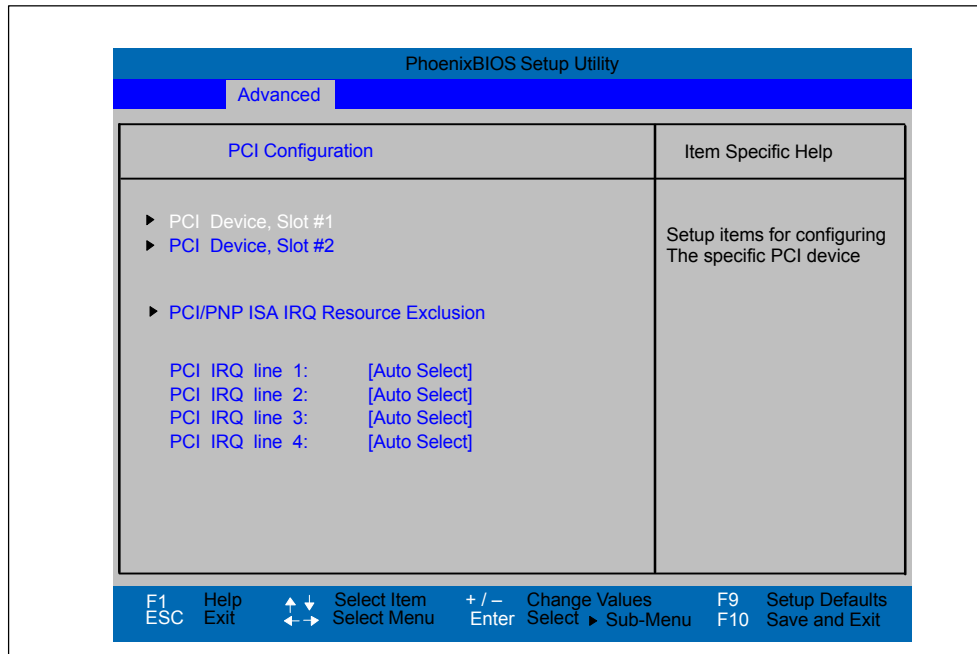 PhoenixBIOS Setup Utility
Advanced
PCI Configuration
Item Specific Help
PCI Device, Slot #1
PCI Device, Slot #2
Setup items for configuring
The specific PCI device
PCI/PNP ISA IRQ Resource Exclusion
PCI IRQ line 1: [Auto Select]
PCI IRQ line 2: [Auto Select]
PCI IRQ line 3: [Auto Select]
PCI IRQ line 4: [Auto Select]
F1 Help Select Item + / – Change Values F9 Setup Defaults
ESC Exit Select Menu Enter Select Sub-Menu F10 Save and Exit